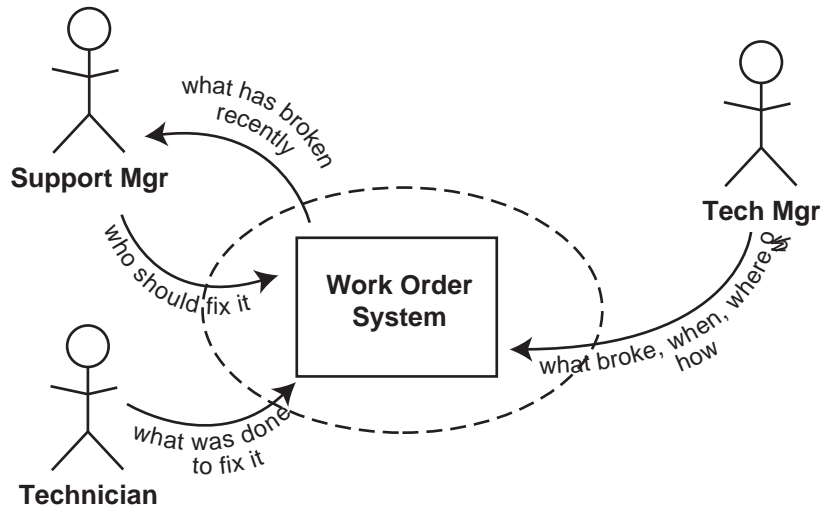 what has broken
recently
Support Mgr
Tech Mgr
who should fix it
Work Order
System
what broke, when, where
how
what was done
to fix it
Technician